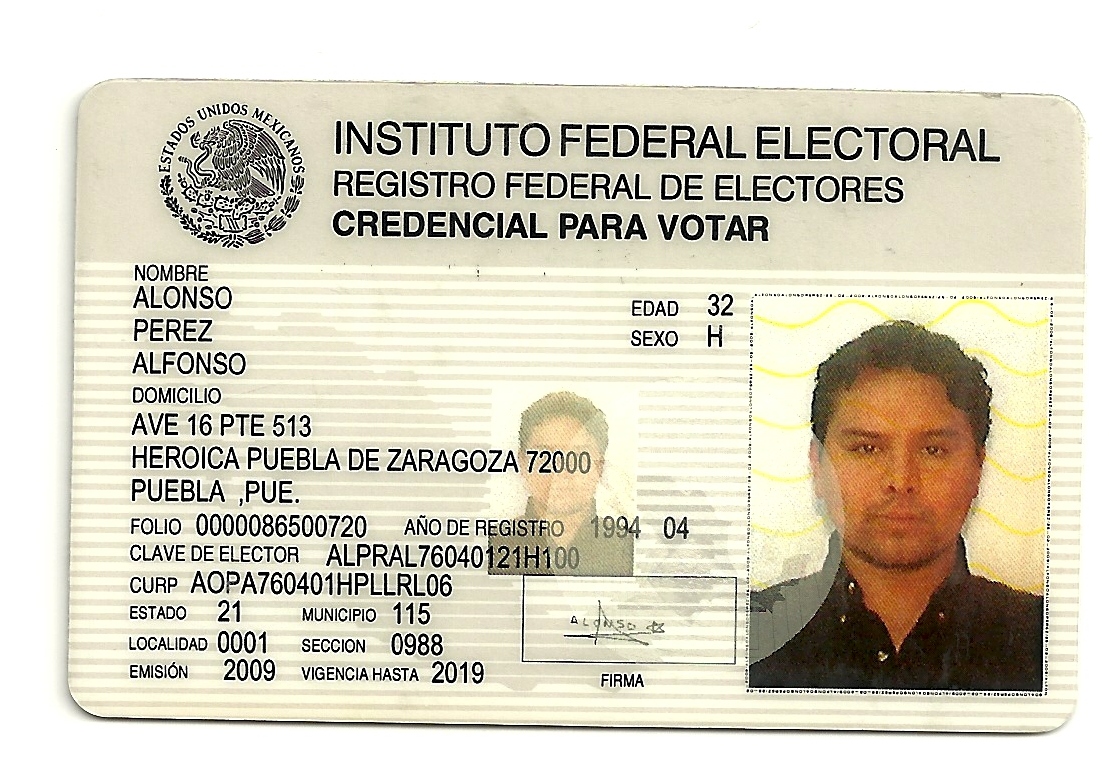 ESTADOS UNIDOS MEXICANOS
INSTITUTO FEDERAL ELECTORAL
REGISTRO FEDERAL DE ELECTORES
CREDENCIAL PARA VOTAR
NOMBRE
ALONSO
PEREZ
ALFONSO
EDAD 32
SEXO H
DOMICILIO
AVE 16 PTE 513
HEROICA PUEBLA DE ZARAGOZA 72000
PUEBLA ,PUE.
FOLIO 0000086500720 AÑO DE REGISTRO 1994 04
CLAVE DE ELECTOR ALPRAL76040121H100
CURP AOPA760401HPLLRL06
ESTADO 21 MUNICIPIO 115
LOCALIDAD 0001 SECCION 0988
EMISIÓN 2009 VIGENCIA HASTA 2019
ALONSO
FIRMA